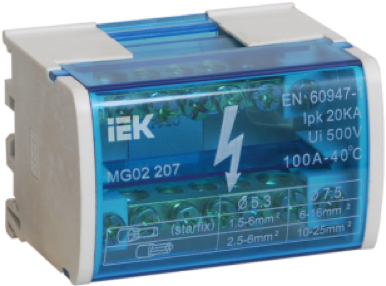 EN 60947-
Ipk 20KA
Ui 500V
100A-40°C
IEK
MG02 207
Ø 5.3 Ø 7.5
1.5-6mm² 6-16mm²
(starfix) 2.5-6mm² 10-25mm²